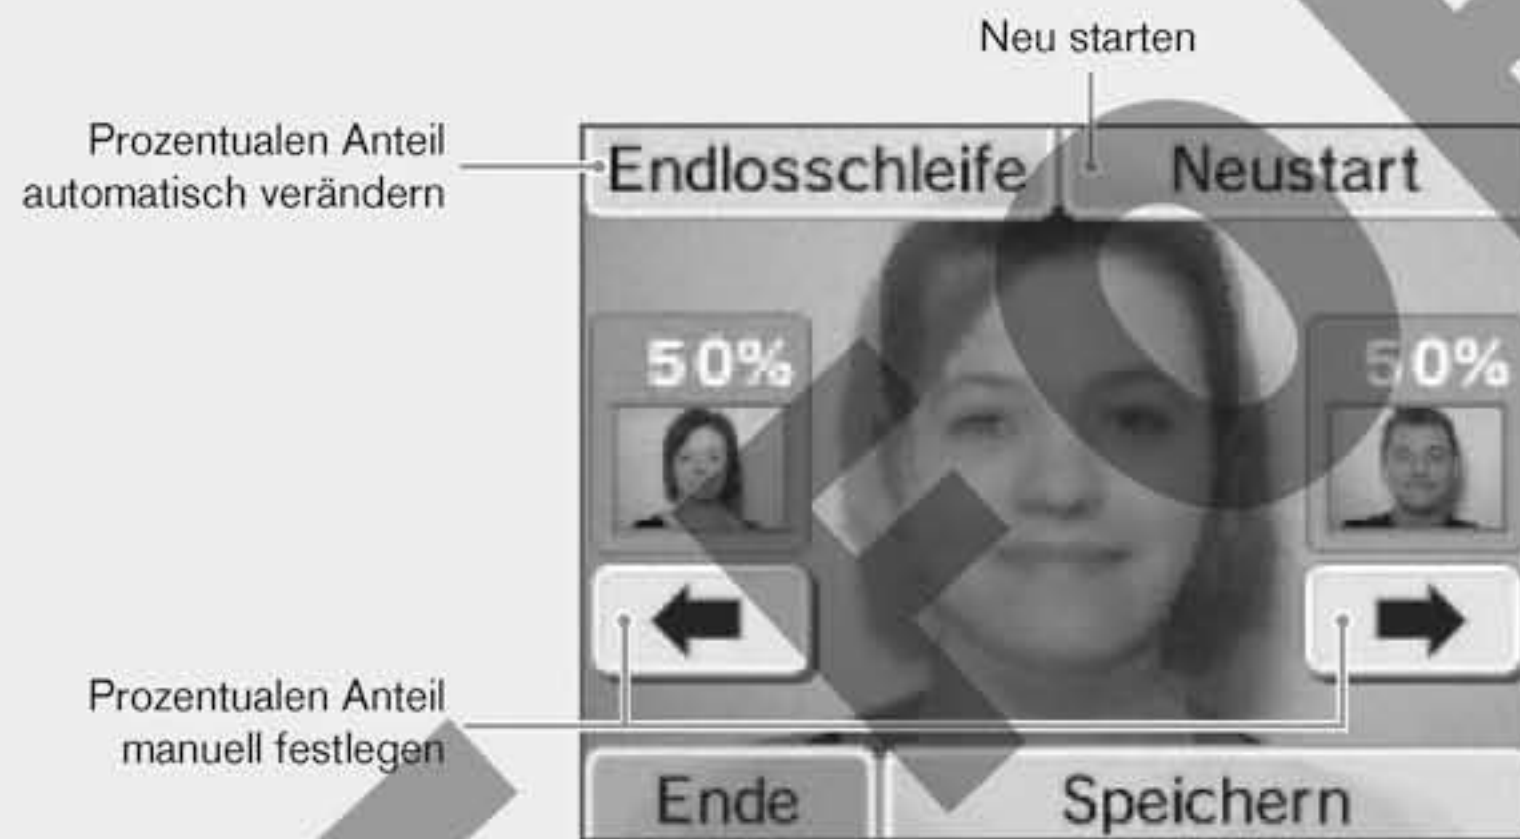 Neu starten
Prozentualen Anteil
automatisch verändern
Endlosschleife
Neustart
50%
50%
Prozentualen Anteil
manuell festlegen
Ende
Speichern